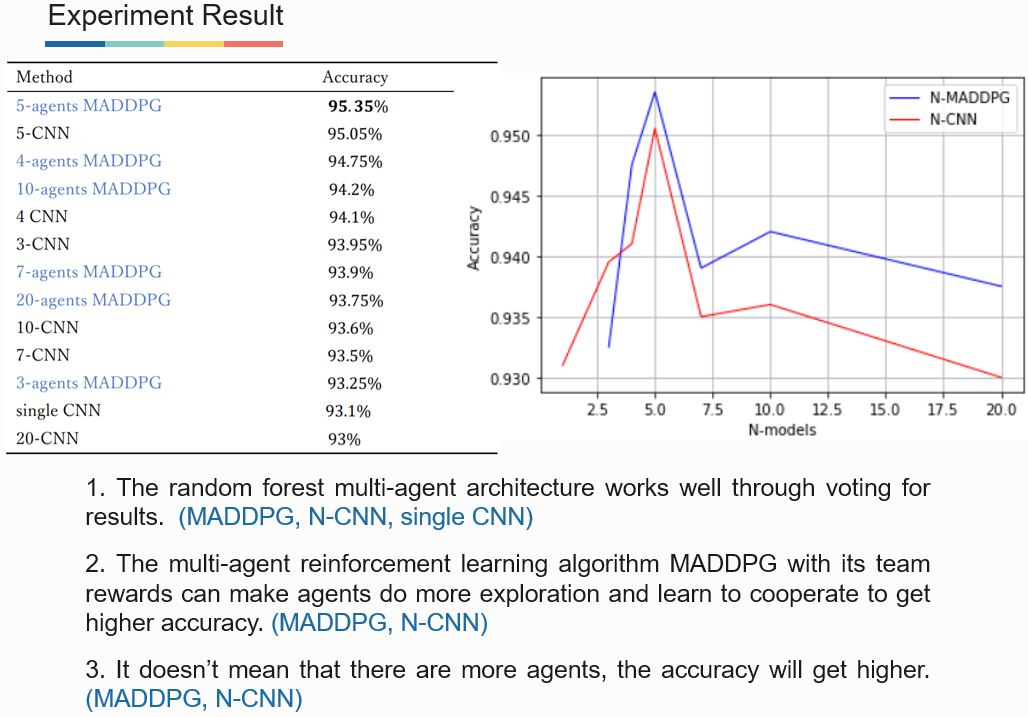 Experiment Result
Method Accuracy
5-agents MADDPG 95.35%
5-CNN 95.05%
4-agents MADDPG 94.75%
10-agents MADDPG 94.2%
4 CNN 94.1%
3-CNN 93.95%
7-agents MADDPG 93.9%
20-agents MADDPG 93.75%
10-CNN 93.6%
7-CNN 93.5%
3-agents MADDPG 93.25%
single CNN 93.1%
20-CNN 93%
N-MADDPG
N-CNN
0.950
0.945
0.940
0.935
0.930
Accuracy
2.5 5.0 7.5 10.0 12.5 15.0 17.5 20.0
N-models
1. The random forest multi-agent architecture works well through voting for
results. (MADDPG, N-CNN, single CNN)
2. The multi-agent reinforcement learning algorithm MADDPG with its team
rewards can make agents do more exploration and learn to cooperate to get
higher accuracy. (MADDPG, N-CNN)
3. It doesn’t mean that there are more agents, the accuracy will get higher.
(MADDPG, N-CNN)